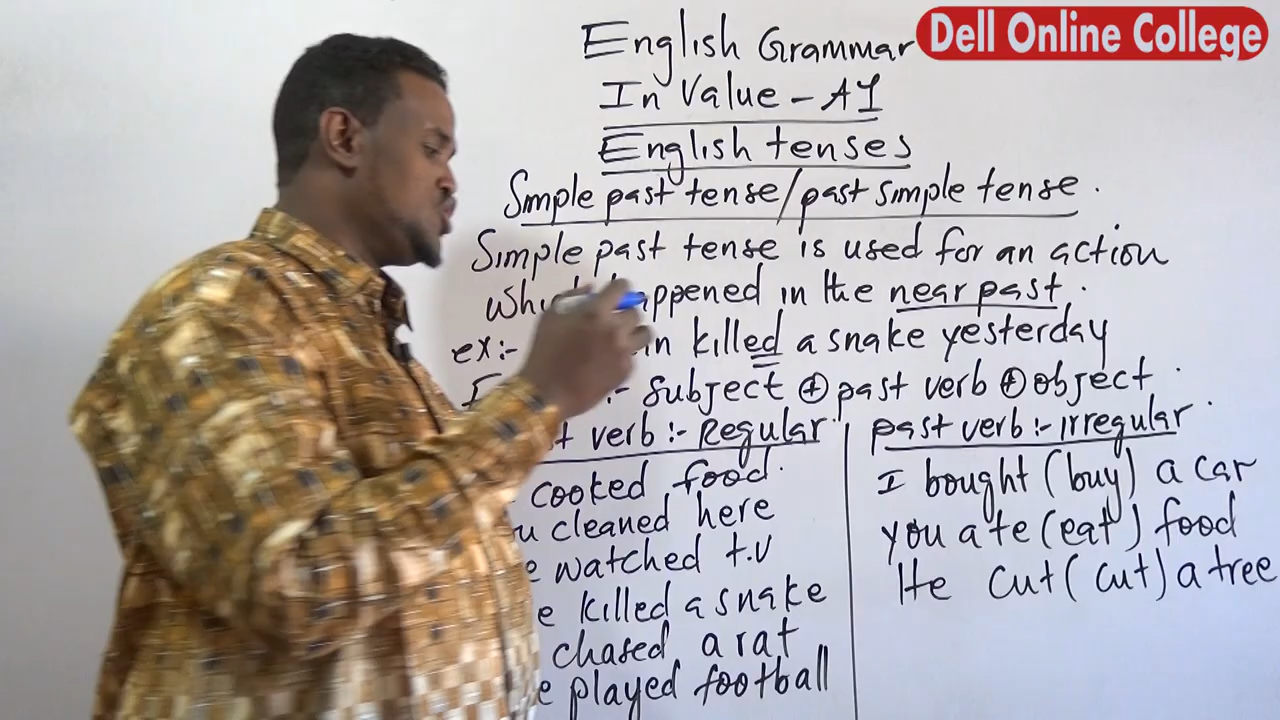 Dell Online College
English Grammar
In Value - A1
English tenses
Simple past tense/past simple tense.
Simple past tense is used for an action
happened in the near past.
ex:- killed a snake yesterday
:- subject + past verb + object.
verb:- Regular
cooked food.
cleaned here
watched t.v
killed a snake
chased a rat
played football
past verb:- irregular.
I bought (buy) a car
you ate (eat) food
He cut (cut) a tree